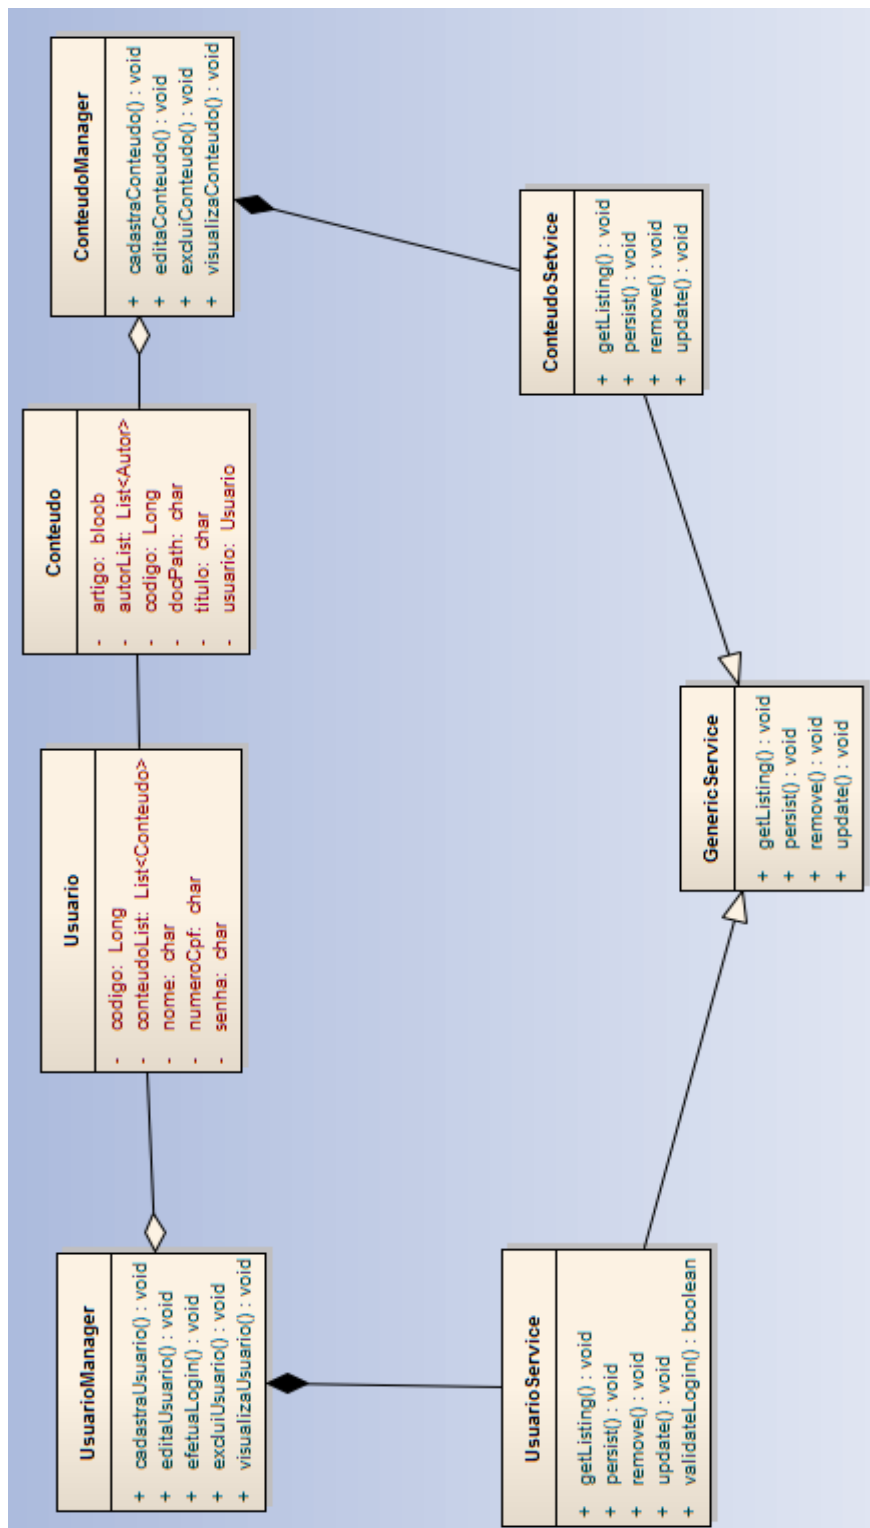 UsuarioManager
+ cadastraUsuario() : void
+ editaUsuario() : void
+ efetuaLogin() : void
+ excluiUsuario() : void
+ visualizaUsuario() : void
Usuario
- codigo: Long
- conteudoList: List<Conteudo>
- nome: char
- numeroCpf: char
- senha: char
Conteudo
- artigo: bloob
- autorList: List<Autor>
- codigo: Long
- docPath: char
- titulo: char
- usuario: Usuario
ConteudoManager
+ cadastraConteudo() : void
+ editaConteudo() : void
+ excluiConteudo() : void
+ visualizaConteudo() : void
UsuarioService
+ getListing() : void
+ persist() : void
+ remove() : void
+ update() : void
+ validateLogin() : boolean
ConteudoSetvice
+ getListing() : void
+ persist() : void
+ remove() : void
+ update() : void
GenericService
+ getListing() : void
+ persist() : void
+ remove() : void
+ update() : void